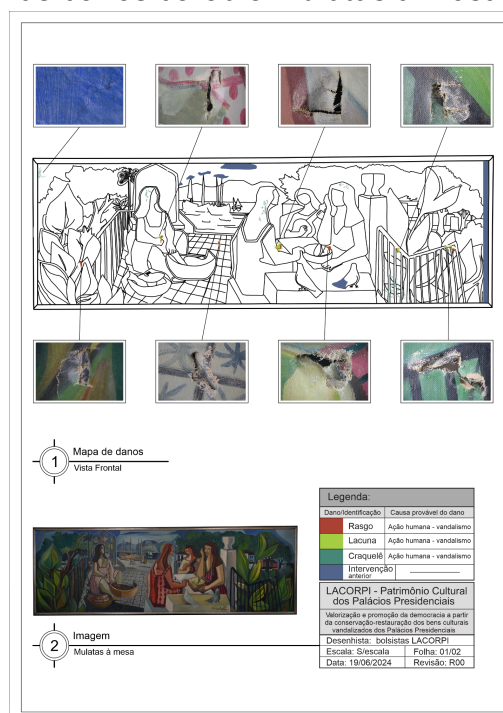 1
Mapa de danos
Vista Frontal
2
Imagem
Mulatas à mesa
Legenda:
Dano/Identificação Causa provável do dano
Rasgo Ação humana - vandalismo
Lacuna Ação humana - vandalismo
Craquelê Ação humana - vandalismo
Intervenção
anterior
LACORPI - Patrimônio Cultural
dos Palácios Presidenciais
Valorização e promoção da democracia a partir
da conservação-restauração dos bens culturais
vandalizados dos Palácios Presidenciais
Desenhista: bolsistas LACORPI
Escala: S/escala Folha: 01/02
Data: 19/06/2024 Revisão: R00